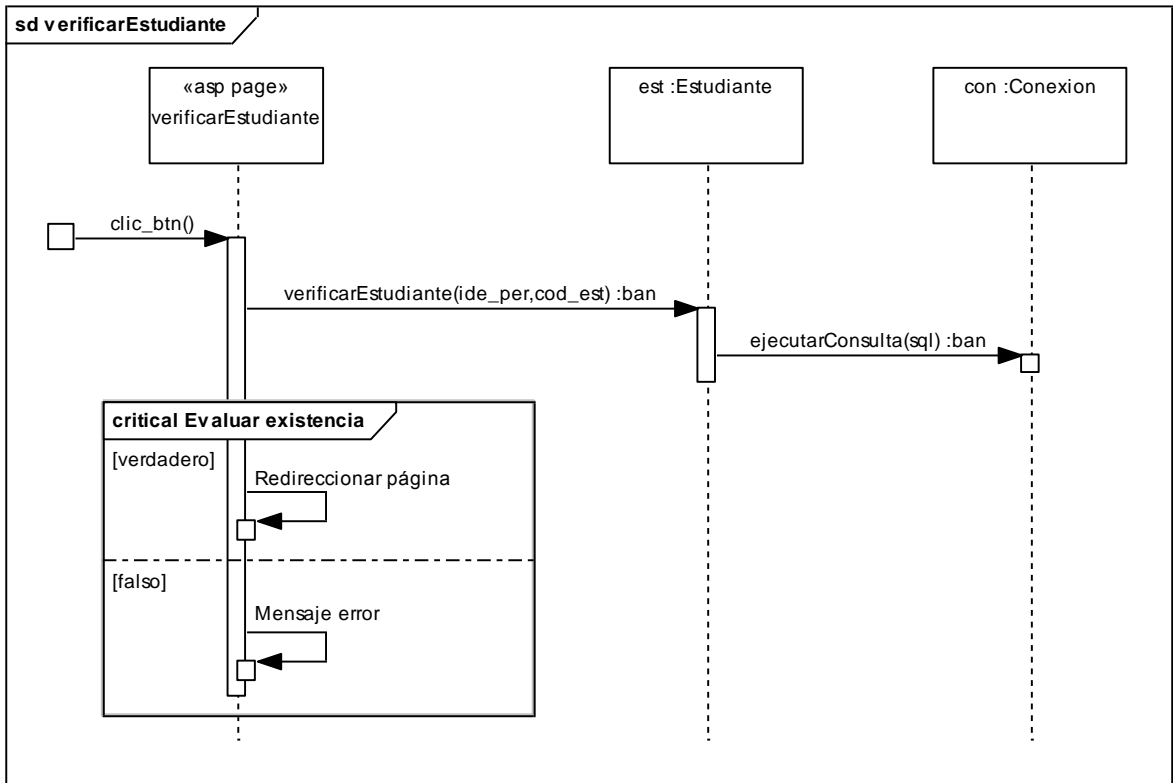 sd verificarEstudiante
«asp page»
verificarEstudiante
est :Estudiante
con :Conexion
clic_btn()
verificarEstudiante(ide_per,cod_est) :ban
ejecutarConsulta(sql) :ban
critical Evaluar existencia
[verdadero]
Redireccionar página
[falso]
Mensaje error